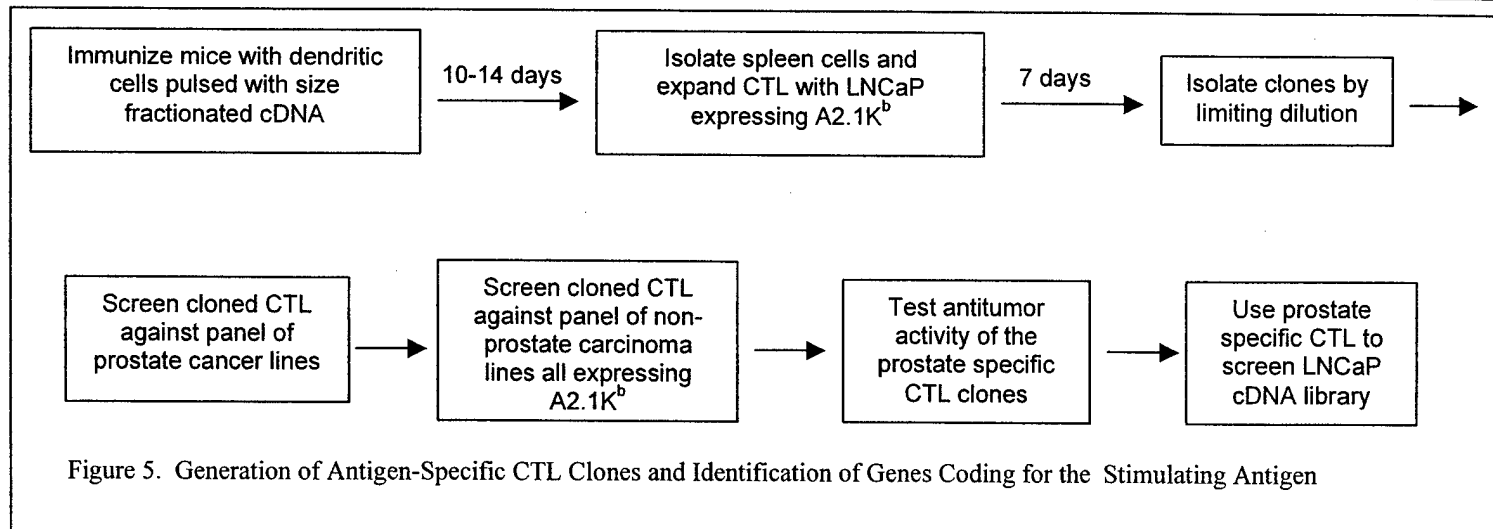 Immunize mice with dendritic
cells pulsed with size
fractionated cDNA
10-14 days
Isolate spleen cells and
expand CTL with LNCaP
expressing A2.1K^b
7 days
Isolate clones by
limiting dilution
Screen cloned CTL
against panel of
prostate cancer lines
Screen cloned CTL
against panel of non-
prostate carcinoma
lines all expressing
A2.1K^b
Test antitumor
activity of the
prostate specific
CTL clones
Use prostate
specific CTL to
screen LNCaP
cDNA library
Figure 5. Generation of Antigen-Specific CTL Clones and Identification of Genes Coding for the Stimulating Antigen